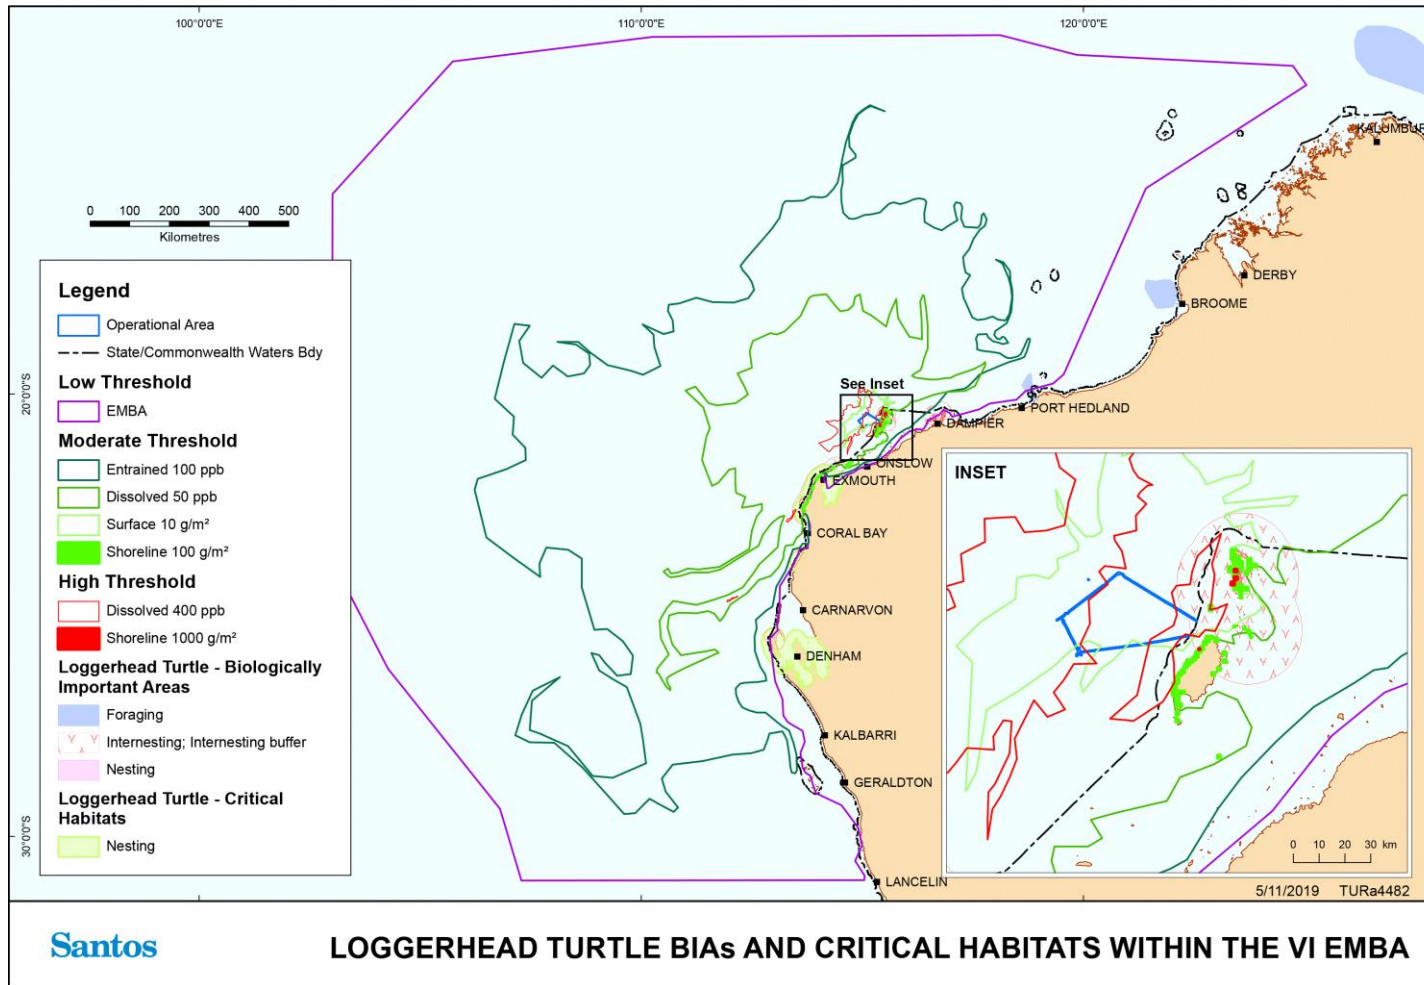 100°0'0"E
110°0'0"E
120°0'0"E
20°0'0"S
30°0'0"S
0 100 200 300 400 500
Kilometres
Legend
Operational Area
State/Commonwealth Waters Bdy
Low Threshold
EMBA
Moderate Threshold
Entrained 100 ppb
Dissolved 50 ppb
Surface 10 g/m²
Shoreline 100 g/m²
High Threshold
Dissolved 400 ppb
Shoreline 1000 g/m²
Loggerhead Turtle - Biologically
Important Areas
Foraging
Internesting; Internesting buffer
Nesting
Loggerhead Turtle - Critical
Habitats
Nesting
KALUMBUR
DERBY
BROOME
See Inset
PORT HEDLAND
DAMPIER
ONSLOW
EXMOUTH
CORAL BAY
CARNARVON
DENHAM
KALBARRI
GERALDTON
LANCELIN
INSET
0 10 20 30 km
5/11/2019 TURa4482
Santos
LOGGERHEAD TURTLE BIAs AND CRITICAL HABITATS WITHIN THE VI EMBA